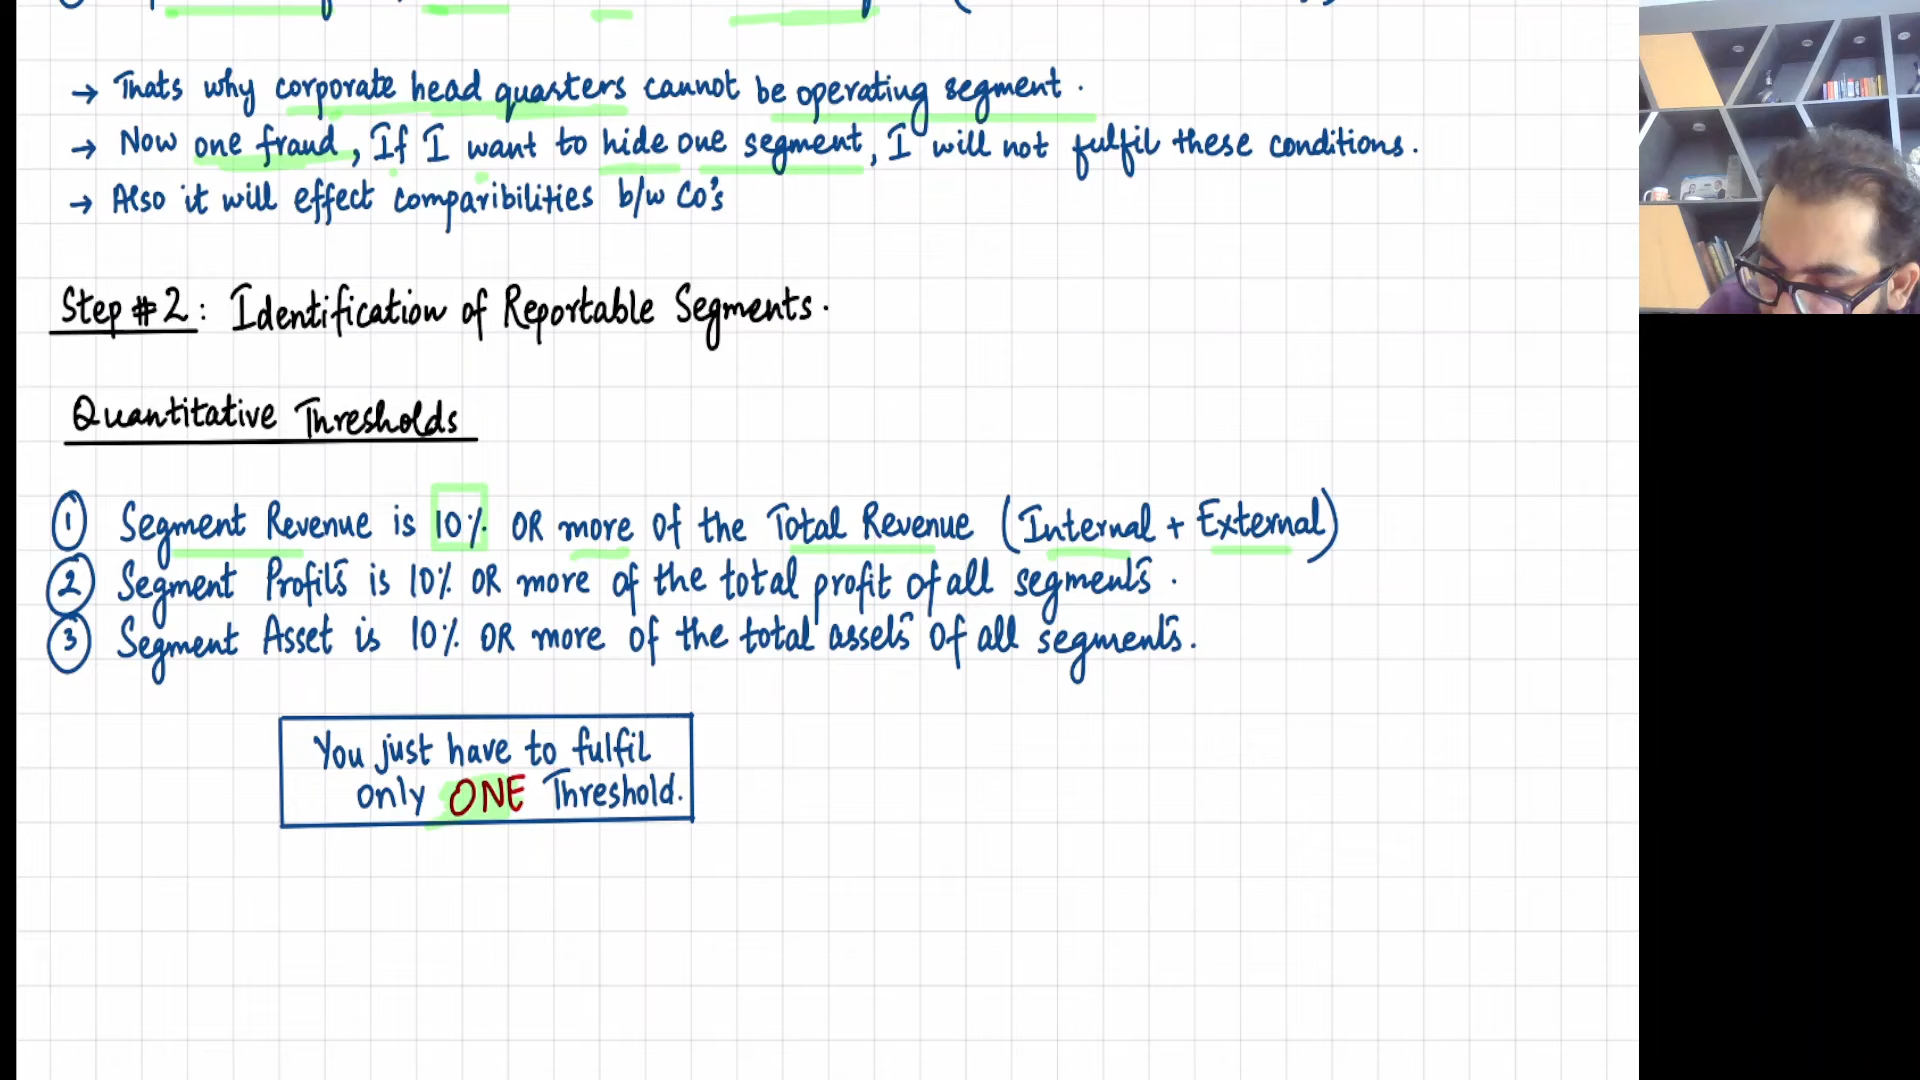 → Thats why corporate head quarters cannot be operating segment.
→ Now one fraud, If I want to hide one segment, I will not fulfil these conditions.
→ Also it will effect comparibilities b/w Co's
Step #2: Identification of Reportable Segments.
Quantitative Thresholds
① Segment Revenue is 10% OR more of the Total Revenue (Internal + External)
② Segment Profits is 10% OR more of the total profit of all segments.
③ Segment Asset is 10% OR more of the total assets of all segments.
You just have to fulfil
only ONE Threshold.